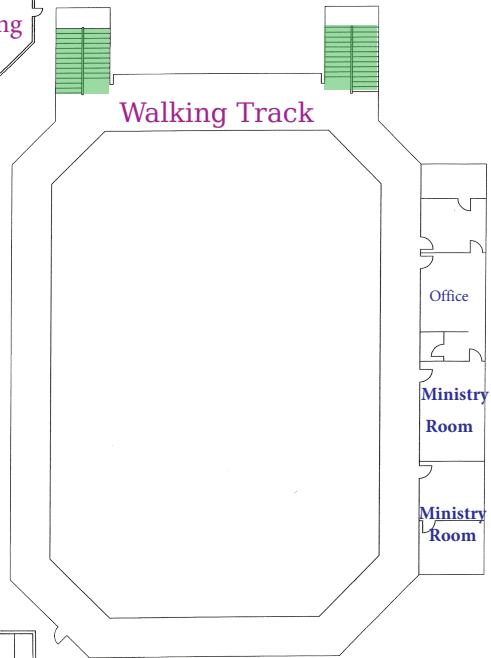 ng
Walking Track
Office
Ministry
Room
Ministry
Room